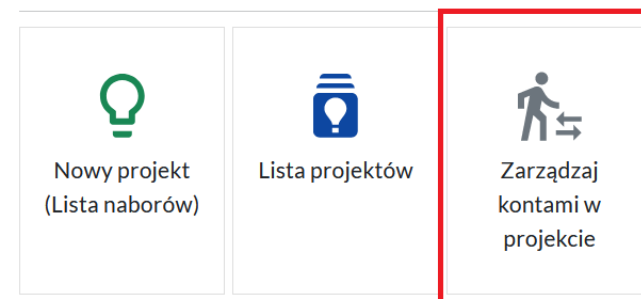 Nowy projekt
(Lista naborów)
Lista projektów
Zarządzaj
kontami w
projekcie